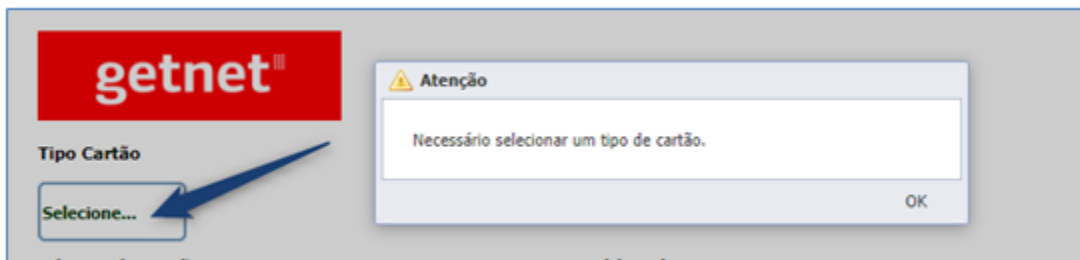 getnet
Atenção
Necessário selecionar um tipo de cartão.
Tipo Cartão
Selecione...
OK